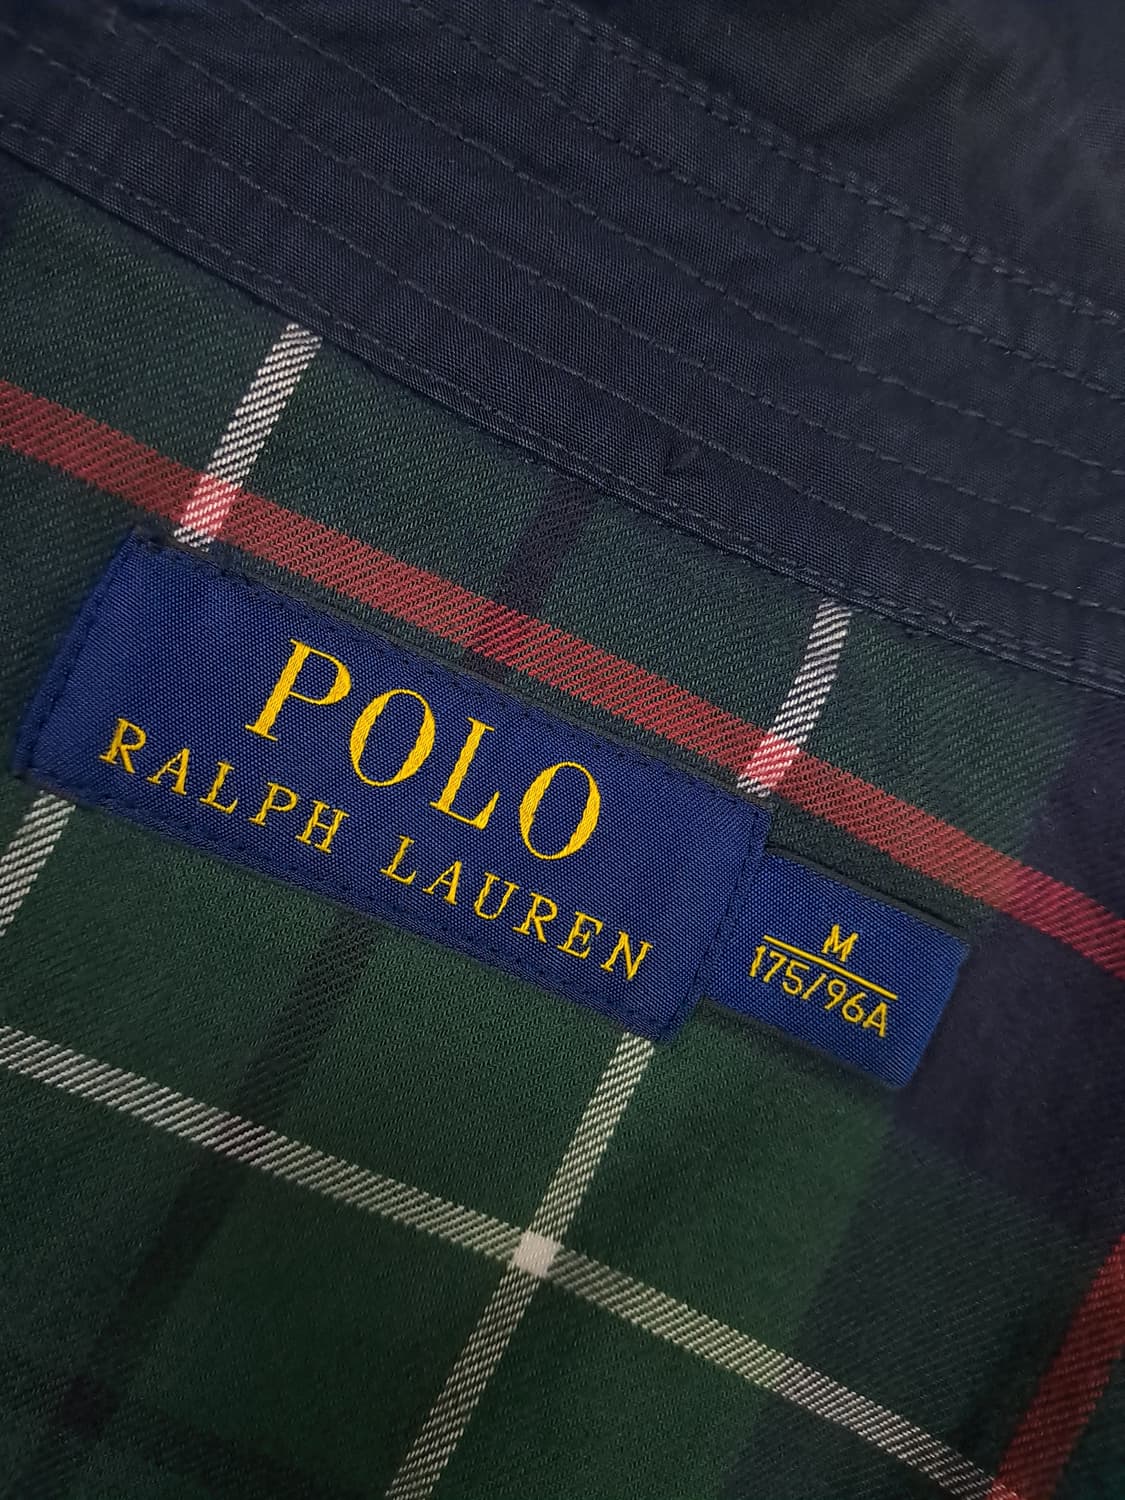 POLO
RALPH LAUREN
M
175/96A